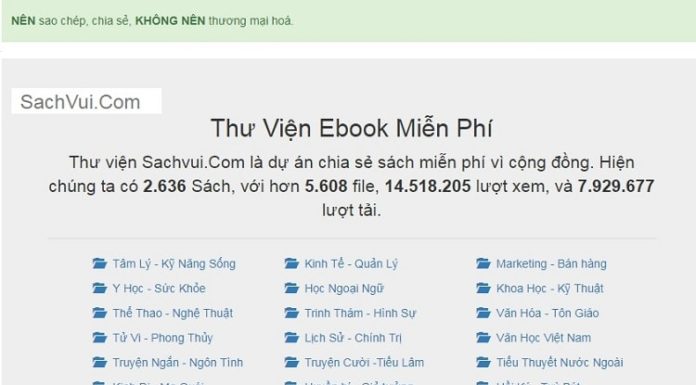 NÊN sao chép, chia sẻ, KHÔNG NÊN thương mại hoá.
SachVui.Com
Thư Viện Ebook Miễn Phí
Thư viện Sachvui.Com là dự án chia sẻ sách miễn phí vì cộng đồng. Hiện
chúng ta có 2.636 Sách, với hơn 5.608 file, 14.518.205 lượt xem, và 7.929.677
lượt tải.
Tâm Lý - Kỹ Năng Sống Kinh Tế - Quản Lý Marketing - Bán hàng
Y Học - Sức Khỏe Học Ngoại Ngữ Khoa Học - Kỹ Thuật
Thể Thao - Nghệ Thuật Trinh Thám - Hình Sự Văn Hóa - Tôn Giáo
Tử Vi - Phong Thủy Lịch Sử - Chính Trị Văn Học Việt Nam
Truyện Ngắn - Ngôn Tình Truyện Cười -Tiếu Lâm Tiểu Thuyết Nước Ngoài